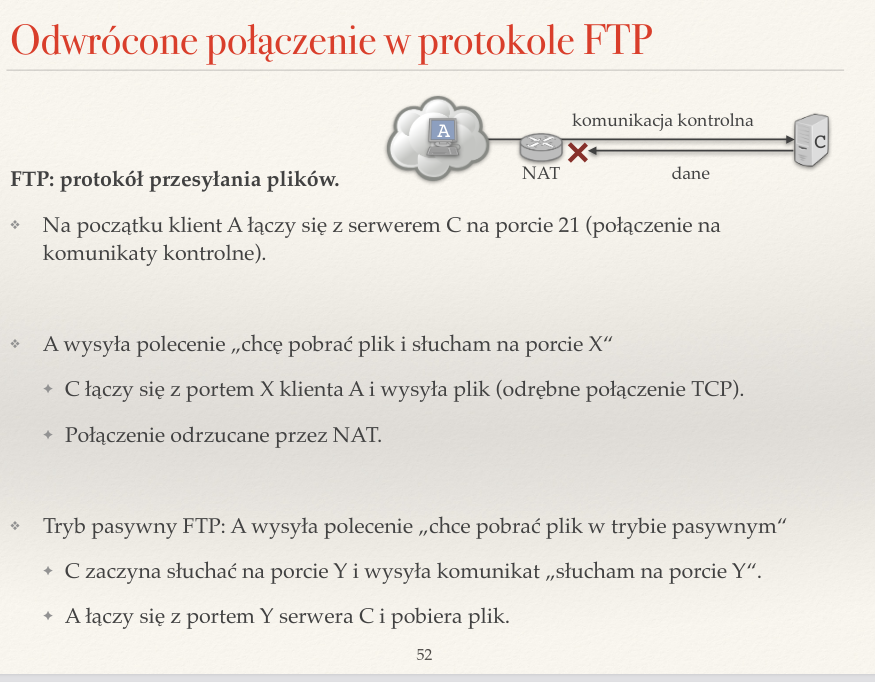 Odwrócone połączenie w protokole FTP
A
komunikacja kontrolna
C
NAT
dane
FTP: protokół przesyłania plików.
Na początku klient A łączy się z serwerem C na porcie 21 (połączenie na
komunikaty kontrolne).
A wysyła polecenie „chcę pobrać plik i słucham na porcie X“
C łączy się z portem X klienta A i wysyła plik (odrębne połączenie TCP).
Połączenie odrzucane przez NAT.
Tryb pasywny FTP: A wysyła polecenie „chce pobrać plik w trybie pasywnym“
C zaczyna słuchać na porcie Y i wysyła komunikat „słucham na porcie Y“.
A łączy się z portem Y serwera C i pobiera plik.
52